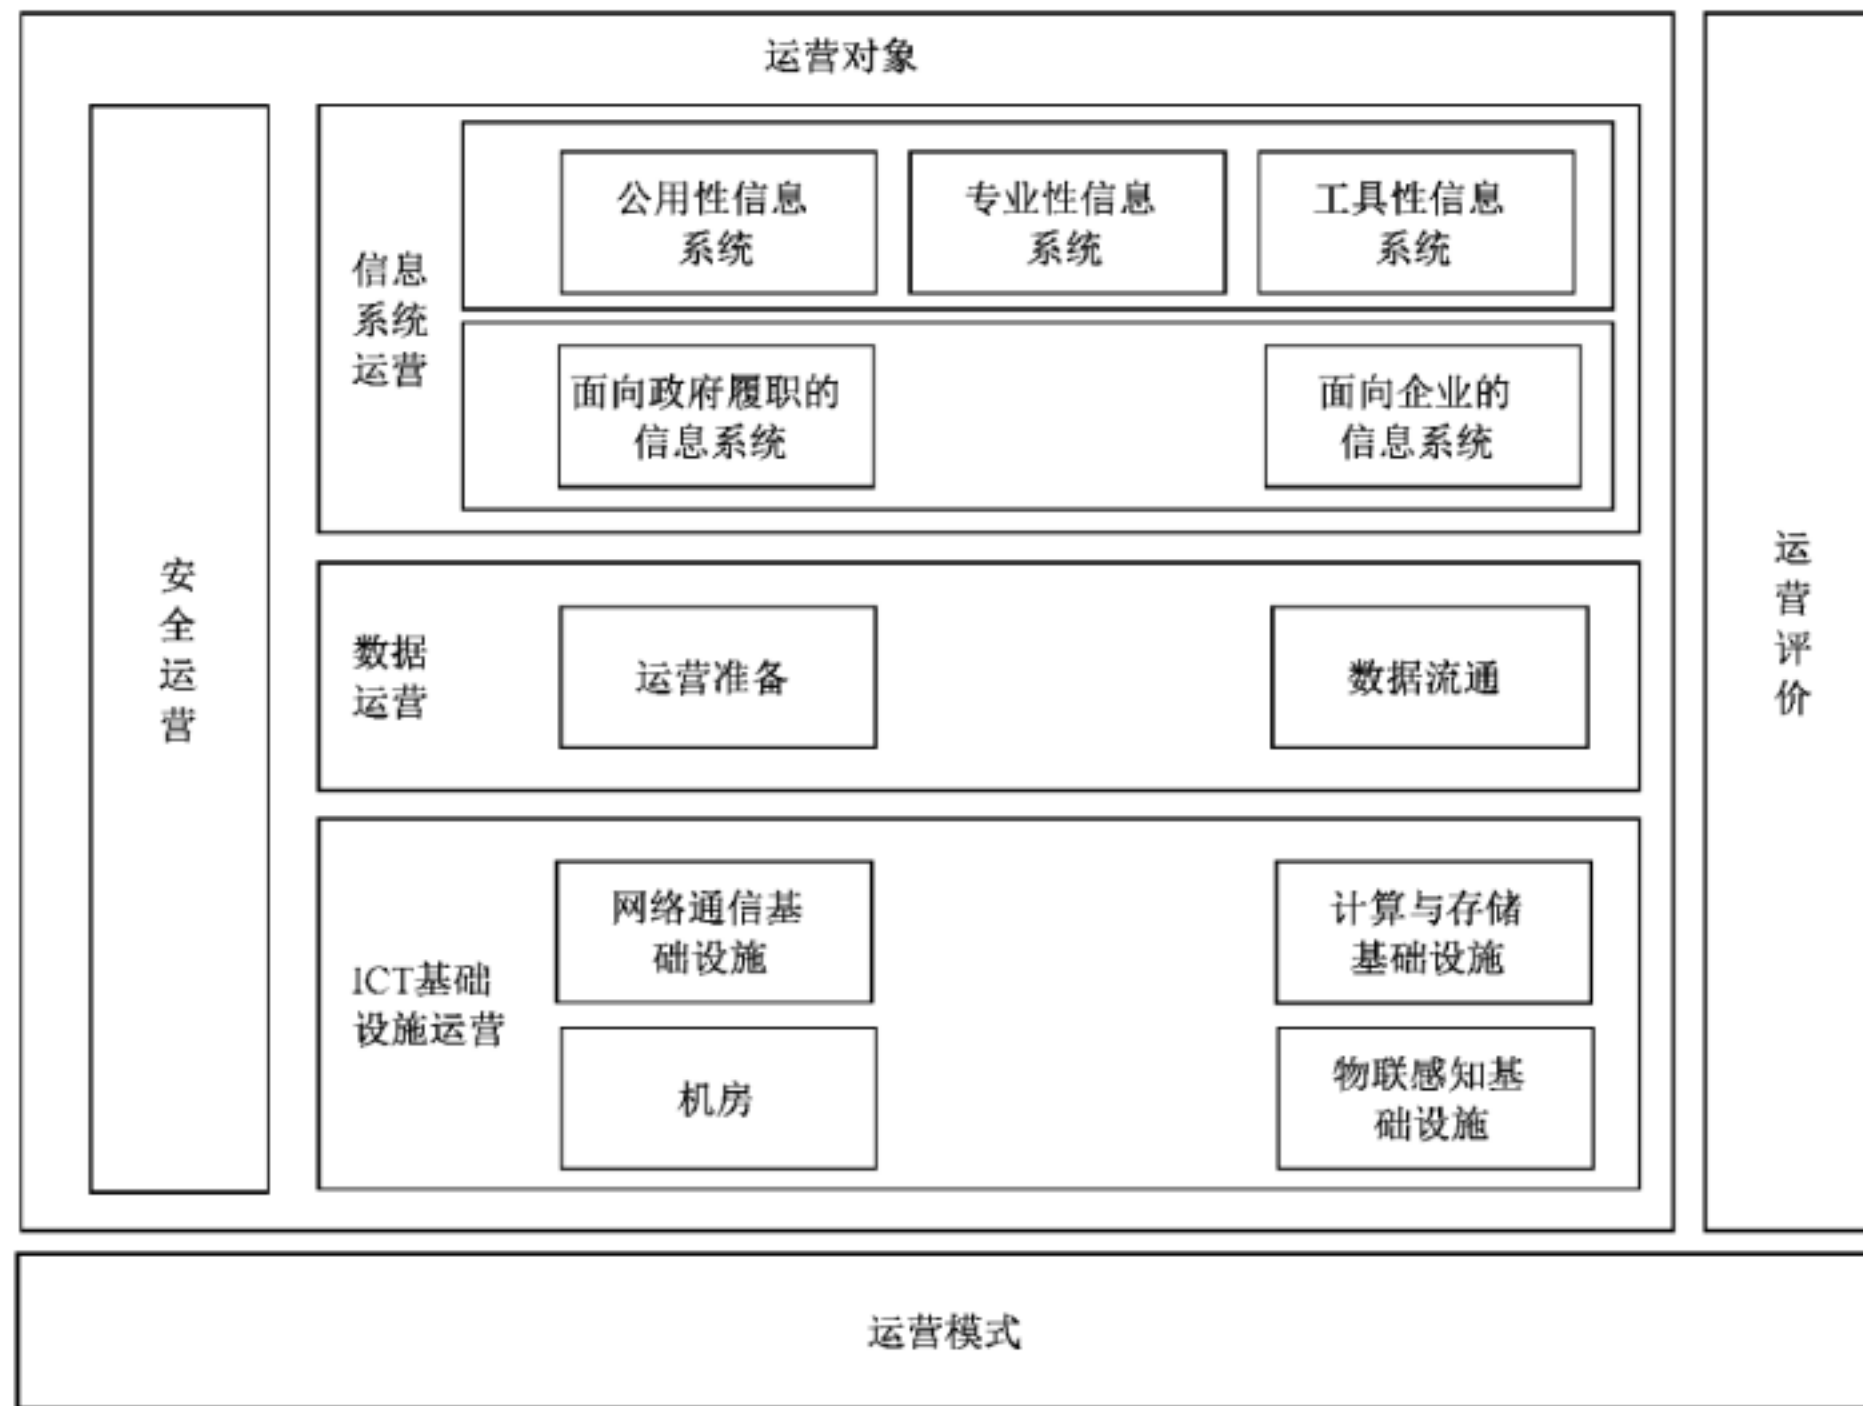 运营对象
安
全
运
营
信息
系统
运营
公用性信息
系统
专业性信息
系统
工具性信息
系统
面向政府履职的
信息系统
面向企业的
信息系统
数据
运营
运营准备
数据流通
ICT基础
设施运营
网络通信基
础设施
计算与存储
基础设施
机房
物联感知基
础设施
运
营
评
价
运营模式